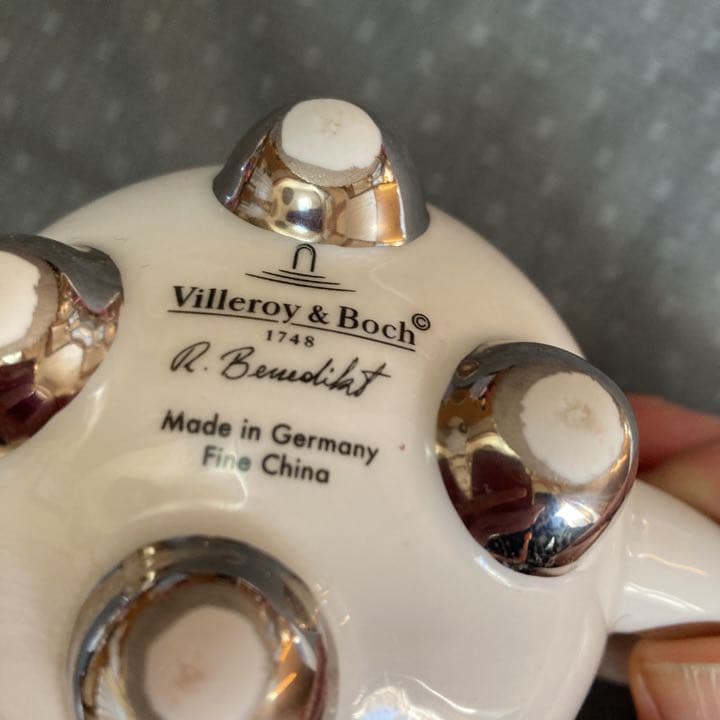 Villeroy & Boch©
1748
R. Benedikt
Made in Germany
Fine China